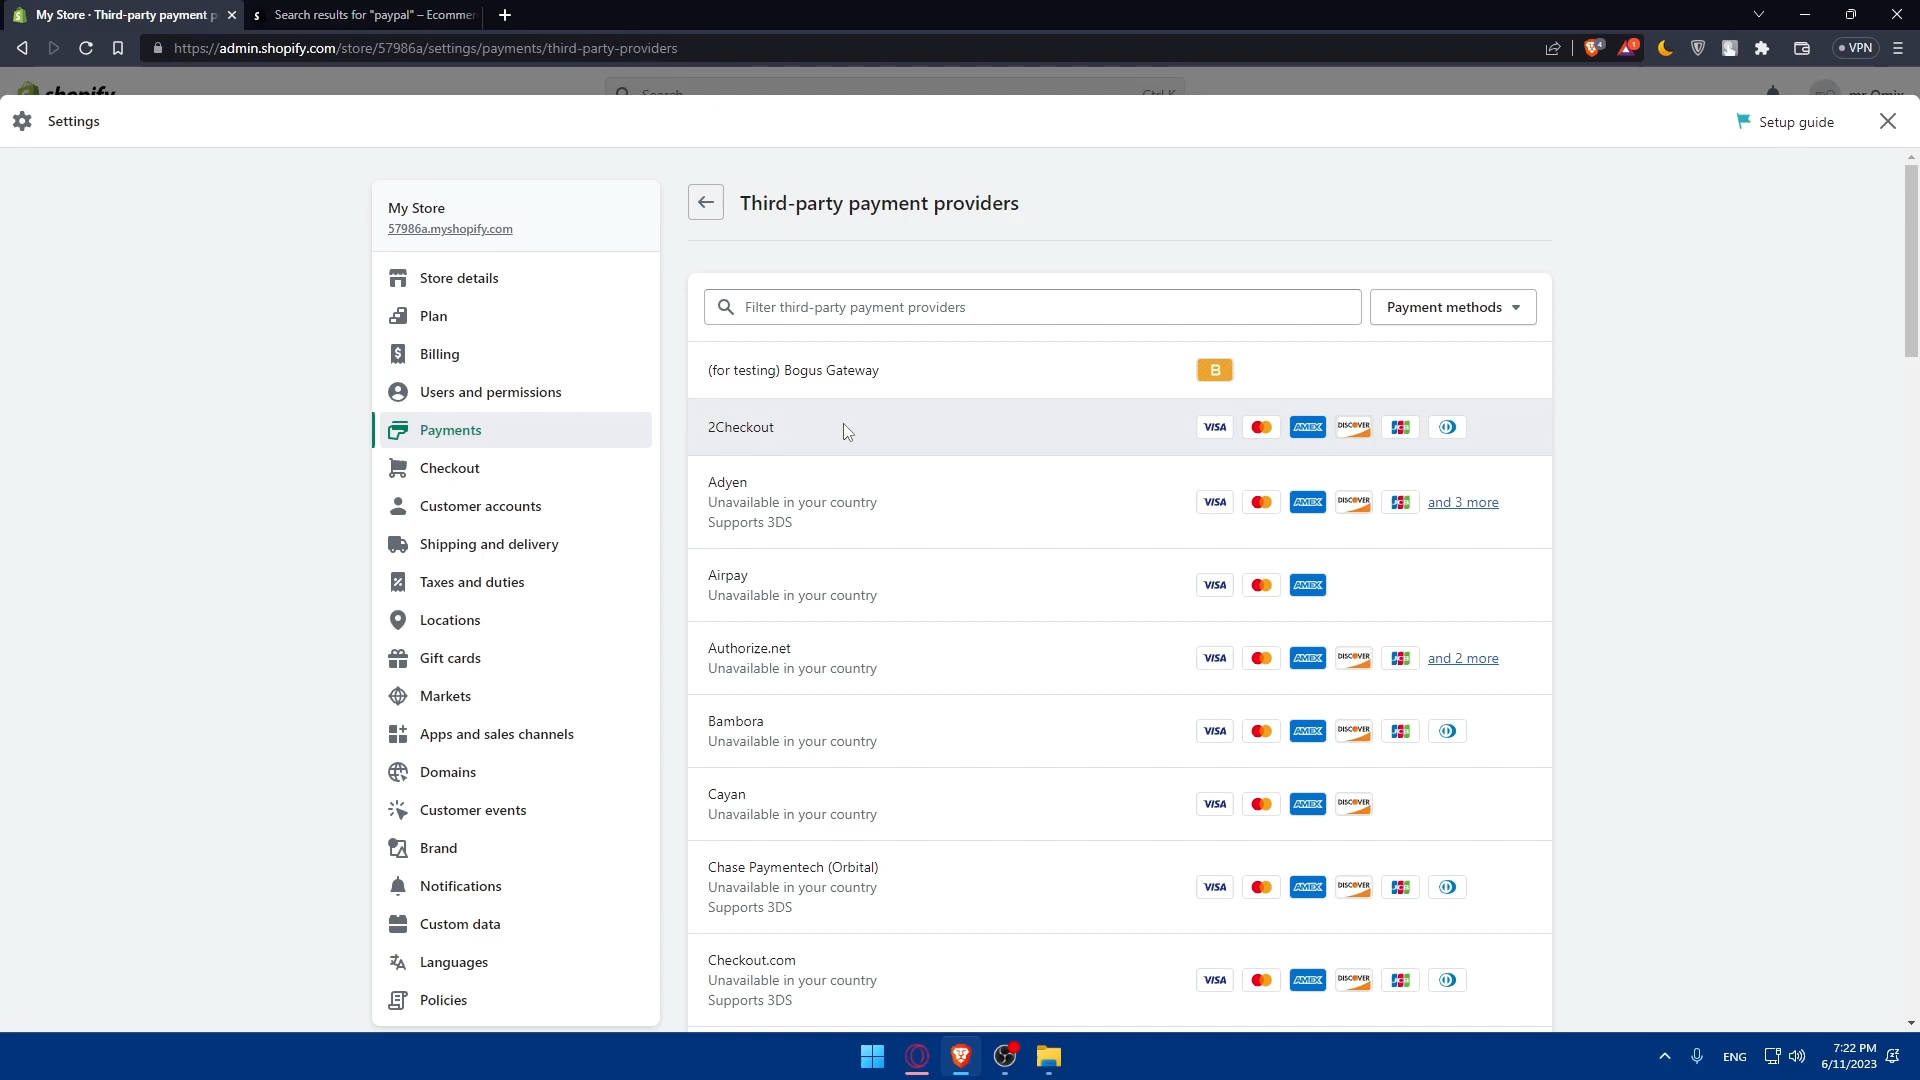 My Store · Third-party payment p
Search results for "paypal" – Ecommer
https://admin.shopify.com/store/57986a/settings/payments/third-party-providers
VPN
shopify
Search
Ctrl K
mr Omix
Settings
Setup guide
My Store
57986a.myshopify.com
Store details
Plan
Billing
Users and permissions
Payments
Checkout
Customer accounts
Shipping and delivery
Taxes and duties
Locations
Gift cards
Markets
Apps and sales channels
Domains
Customer events
Brand
Notifications
Custom data
Languages
Policies
Third-party payment providers
Filter third-party payment providers
Payment methods
(for testing) Bogus Gateway
B
2Checkout
VISA AMEX DISCOVER JCB
Adyen
Unavailable in your country
Supports 3DS
VISA AMEX DISCOVER JCB and 3 more
Airpay
Unavailable in your country
VISA AMEX
Authorize.net
Unavailable in your country
VISA AMEX DISCOVER JCB and 2 more
Bambora
Unavailable in your country
VISA AMEX DISCOVER JCB
Cayan
Unavailable in your country
VISA AMEX DISCOVER
Chase Paymentech (Orbital)
Unavailable in your country
Supports 3DS
VISA AMEX DISCOVER JCB
Checkout.com
Unavailable in your country
Supports 3DS
VISA AMEX DISCOVER JCB
ENG
7:22 PM
6/11/2023